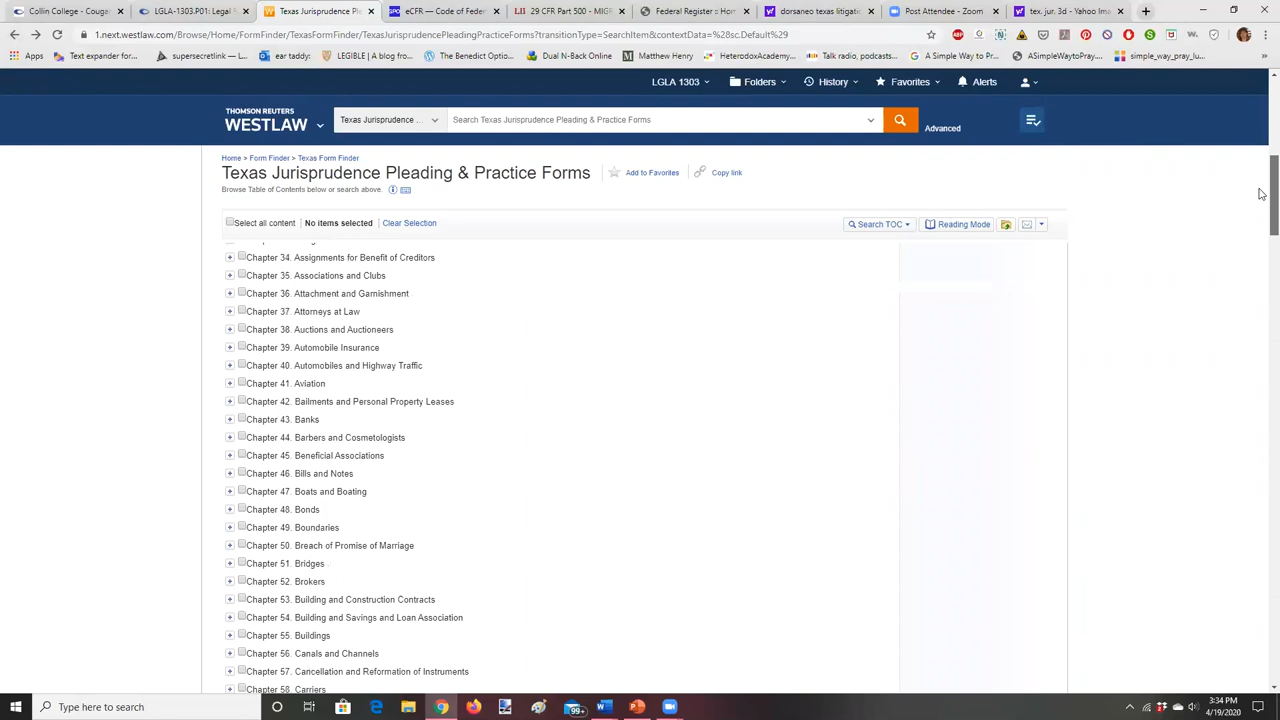 Collin College - C
LGLA-1303.P01: Lega
Texas Jurisprudence
eCFR — Code of Fe
LII 29 CFR Part 500 - MIG
Federal Register :: H
dorsaneo texas litiga
tex. jur.3d - Yahoo Im
1.next.westlaw.com/Browse/Home/FormFinder/TexasFormFinder/TexasJurisprudencePleadingPracticeForms?transitionType=SearchItem&contextData=%28sc.Default%29
Apps Text expander for... supersecretlink - I... ear taddy: LEGIBLE | A blog fro... The Benedict Optio... Dual N-Back Online HeterodoxAcademy... Talk radio, podcasts... A Simple Way to Pr... ASimpleWayToPray... simple_way_pray_lu...
LGLA 1303 Folders History Favorites Alerts
THOMSON REUTERS
WESTLAW Texas Jurisprudence ... Search Texas Jurisprudence Pleading & Practice Forms Advanced
Home > Form Finder > Texas Form Finder
Texas Jurisprudence Pleading & Practice Forms Add to Favorites Copy link
Browse Table of Contents below or search above.
Select all content No items selected Clear Selection Search TOC Reading Mode
Chapter 34. Assignments for Benefit of Creditors
Chapter 35. Associations and Clubs
Chapter 36. Attachment and Garnishment
Chapter 37. Attorneys at Law
Chapter 38. Auctions and Auctioneers
Chapter 39. Automobile Insurance
Chapter 40. Automobiles and Highway Traffic
Chapter 41. Aviation
Chapter 42. Bailments and Personal Property Leases
Chapter 43. Banks
Chapter 44. Barbers and Cosmetologists
Chapter 45. Beneficial Associations
Chapter 46. Bills and Notes
Chapter 47. Boats and Boating
Chapter 48. Bonds
Chapter 49. Boundaries
Chapter 50. Breach of Promise of Marriage
Chapter 51. Bridges
Chapter 52. Brokers
Chapter 53. Building and Construction Contracts
Chapter 54. Building and Savings and Loan Association
Chapter 55. Buildings
Chapter 56. Canals and Channels
Chapter 57. Cancellation and Reformation of Instruments
Chapter 58. Carriers
Type here to search 99+ 3:34 PM
4/19/2020